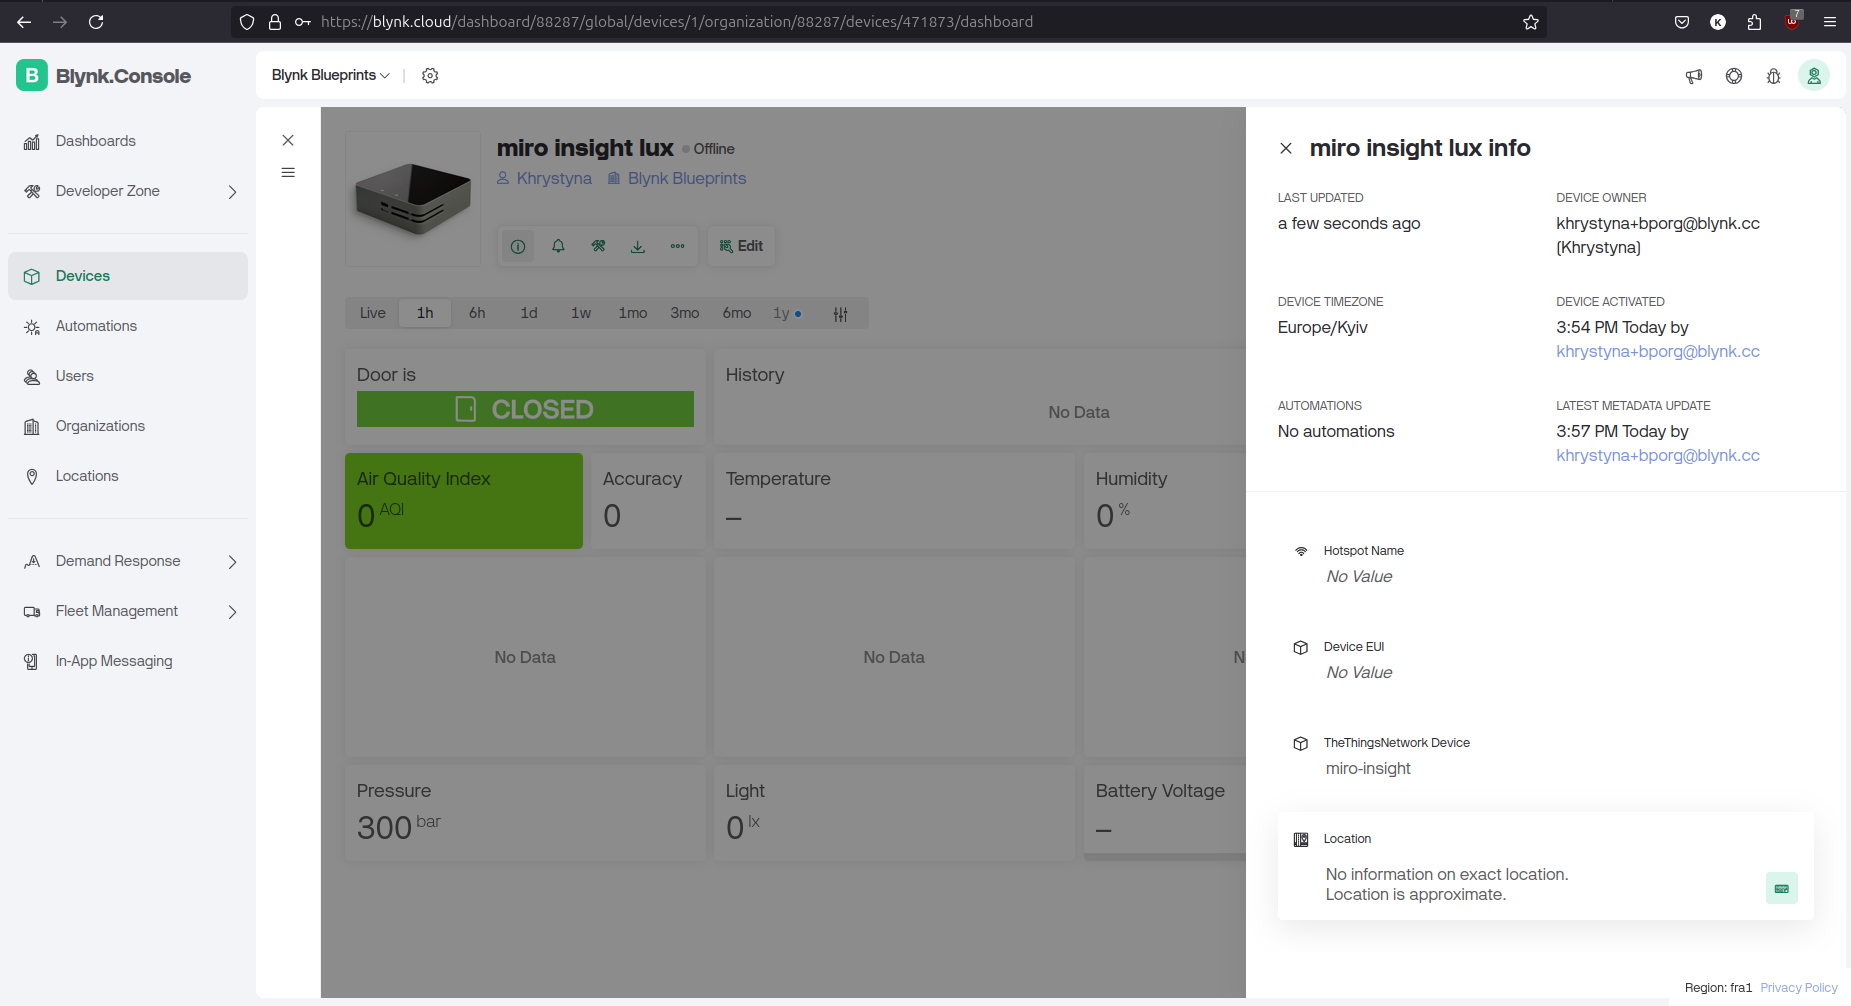 https://blynk.cloud/dashboard/88287/global/devices/1/organization/88287/devices/471873/dashboard
K
7
B Blynk.Console
Dashboards
Developer Zone
Devices
Automations
Users
Organizations
Locations
Demand Response
Fleet Management
In-App Messaging
Blynk Blueprints
miro insight lux Offline
Khrystyna Blynk Blueprints
Edit
Live 1h 6h 1d 1w 1mo 3mo 6mo 1y
Door is
CLOSED
History
No Data
Air Quality Index
0 AQI
Accuracy
0
Temperature
–
Humidity
0 %
No Data
No Data
N
Pressure
300 bar
Light
0 lx
Battery Voltage
–
miro insight lux info
LAST UPDATED
a few seconds ago
DEVICE OWNER
khrystyna+bporg@blynk.cc
(Khrystyna)
DEVICE TIMEZONE
Europe/Kyiv
DEVICE ACTIVATED
3:54 PM Today by
khrystyna+bporg@blynk.cc
AUTOMATIONS
No automations
LATEST METADATA UPDATE
3:57 PM Today by
khrystyna+bporg@blynk.cc
Hotspot Name
No Value
Device EUI
No Value
TheThingsNetwork Device
miro-insight
Location
No information on exact location.
Location is approximate.
Region: fra1 Privacy Policy